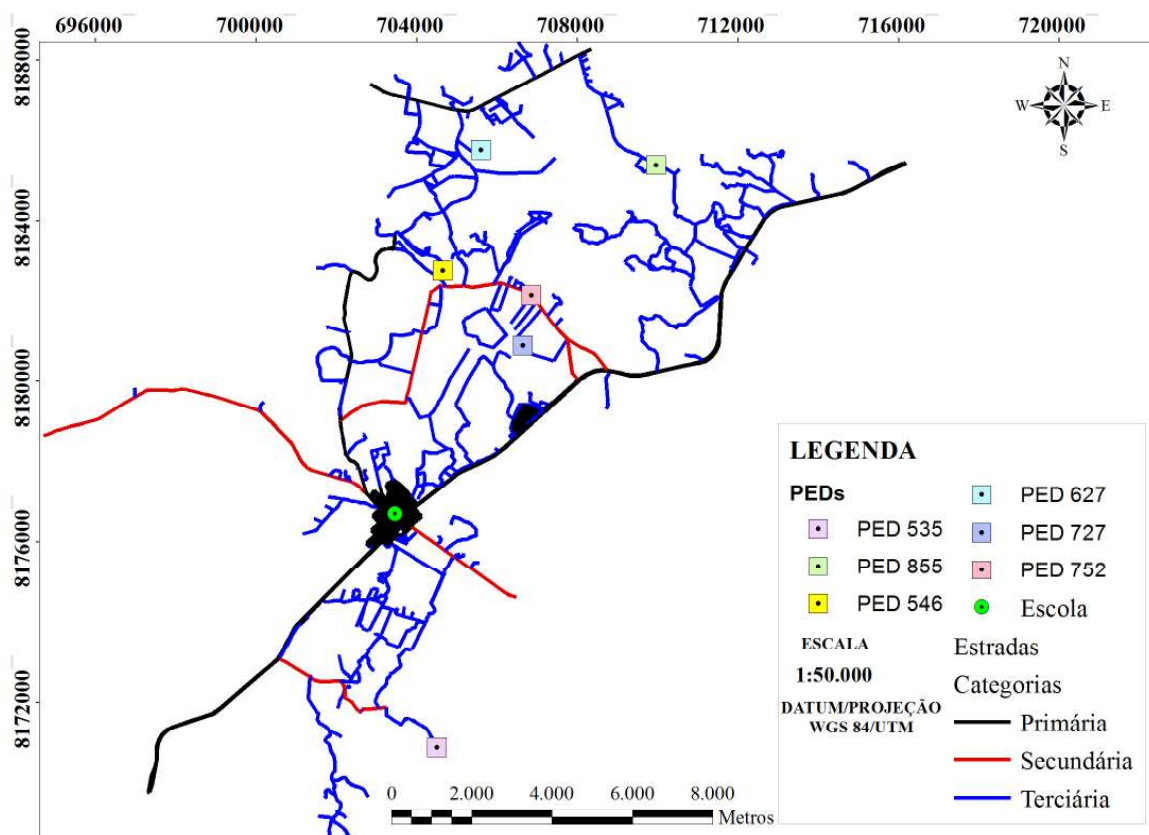 696000 700000 704000 708000 712000 716000 720000
8188000
8184000
8180000
8176000
8172000
N
W E
S
LEGENDA
PEDs
PED 535
PED 855
PED 546
PED 627
PED 727
PED 752
Escola
ESCALA
1:50.000
DATUM/PROJEÇÃO
WGS 84/UTM
Estradas
Categorias
Primária
Secundária
Terciária
0 2.000 4.000 6.000 8.000
Metros